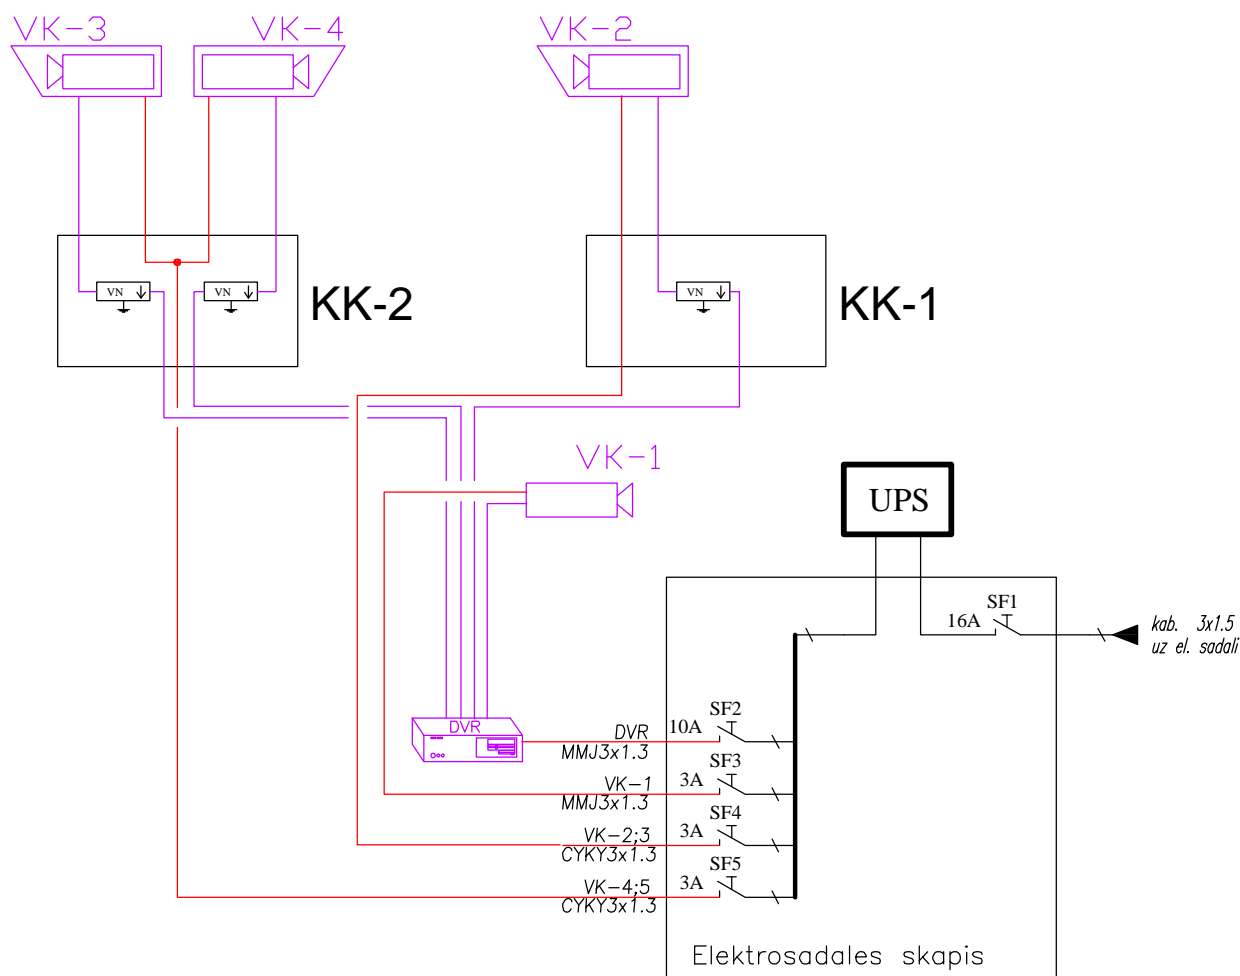 VK-3
VK-4
VK-2
VN
VN
KK-2
VN
KK-1
VK-1
UPS
SF1
16A
kab. 3x1.5
uz el. sadali
DVR
DVR
MMJ3x1.3
10A
SF2
VK-1
MMJ3x1.3
3A
SF3
VK-2;3
CYKY3x1.3
3A
SF4
VK-4;5
CYKY3x1.3
3A
SF5
Elektrosadales skapis